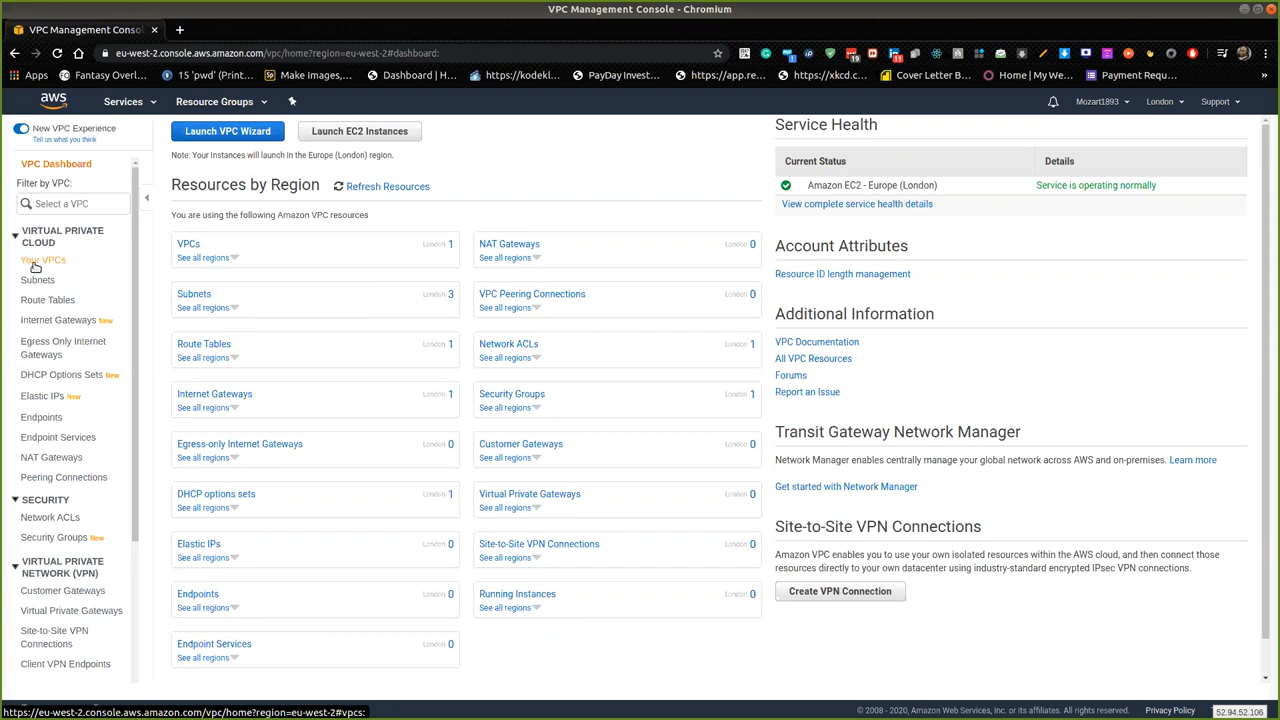 VPC Management Console - Chromium
VPC Management Consol
eu-west-2.console.aws.amazon.com/vpc/home?region=eu-west-2#dashboard:
Apps
Fantasy Overl...
15 'pwd' (Print...
Make Images,...
Dashboard | H...
https://kodekl...
PayDay Invest...
https://app.re...
https://xkcd.c...
Cover Letter B...
Home | My We...
Payment Requ...
»
aws
Services
Resource Groups
Mozart1893
London
Support
New VPC Experience
Tell us what you think
VPC Dashboard
Filter by VPC:
Select a VPC
VIRTUAL PRIVATE
CLOUD
Your VPCs
Subnets
Route Tables
Internet Gateways New
Egress Only Internet
Gateways
DHCP Options Sets New
Elastic IPs New
Endpoints
Endpoint Services
NAT Gateways
Peering Connections
SECURITY
Network ACLs
Security Groups New
VIRTUAL PRIVATE
NETWORK (VPN)
Customer Gateways
Virtual Private Gateways
Site-to-Site VPN
Connections
Client VPN Endpoints
Launch VPC Wizard
Launch EC2 Instances
Note: Your Instances will launch in the Europe (London) region.
Resources by Region
Refresh Resources
You are using the following Amazon VPC resources
VPCs London 1
See all regions
NAT Gateways London 0
See all regions
Subnets London 3
See all regions
VPC Peering Connections London 0
See all regions
Route Tables London 1
See all regions
Network ACLs London 1
See all regions
Internet Gateways London 1
See all regions
Security Groups London 1
See all regions
Egress-only Internet Gateways London 0
See all regions
Customer Gateways London 0
See all regions
DHCP options sets London 1
See all regions
Virtual Private Gateways London 0
See all regions
Elastic IPs London 0
See all regions
Site-to-Site VPN Connections London 0
See all regions
Endpoints London 0
See all regions
Running Instances London 0
See all regions
Endpoint Services London 0
See all regions
Service Health
Current Status Details
Amazon EC2 - Europe (London) Service is operating normally
View complete service health details
Account Attributes
Resource ID length management
Additional Information
VPC Documentation
All VPC Resources
Forums
Report an Issue
Transit Gateway Network Manager
Network Manager enables centrally manage your global network across AWS and on-premises. Learn more
Get started with Network Manager
Site-to-Site VPN Connections
Amazon VPC enables you to use your own isolated resources within the AWS cloud, and then connect those
resources directly to your own datacenter using industry-standard encrypted IPsec VPN connections.
Create VPN Connection
https://eu-west-2.console.aws.amazon.com/vpc/home?region=eu-west-2#vpcs:
© 2008 - 2020, Amazon Web Services, Inc. or its affiliates. All rights reserved.
Privacy Policy
52.94.52.106